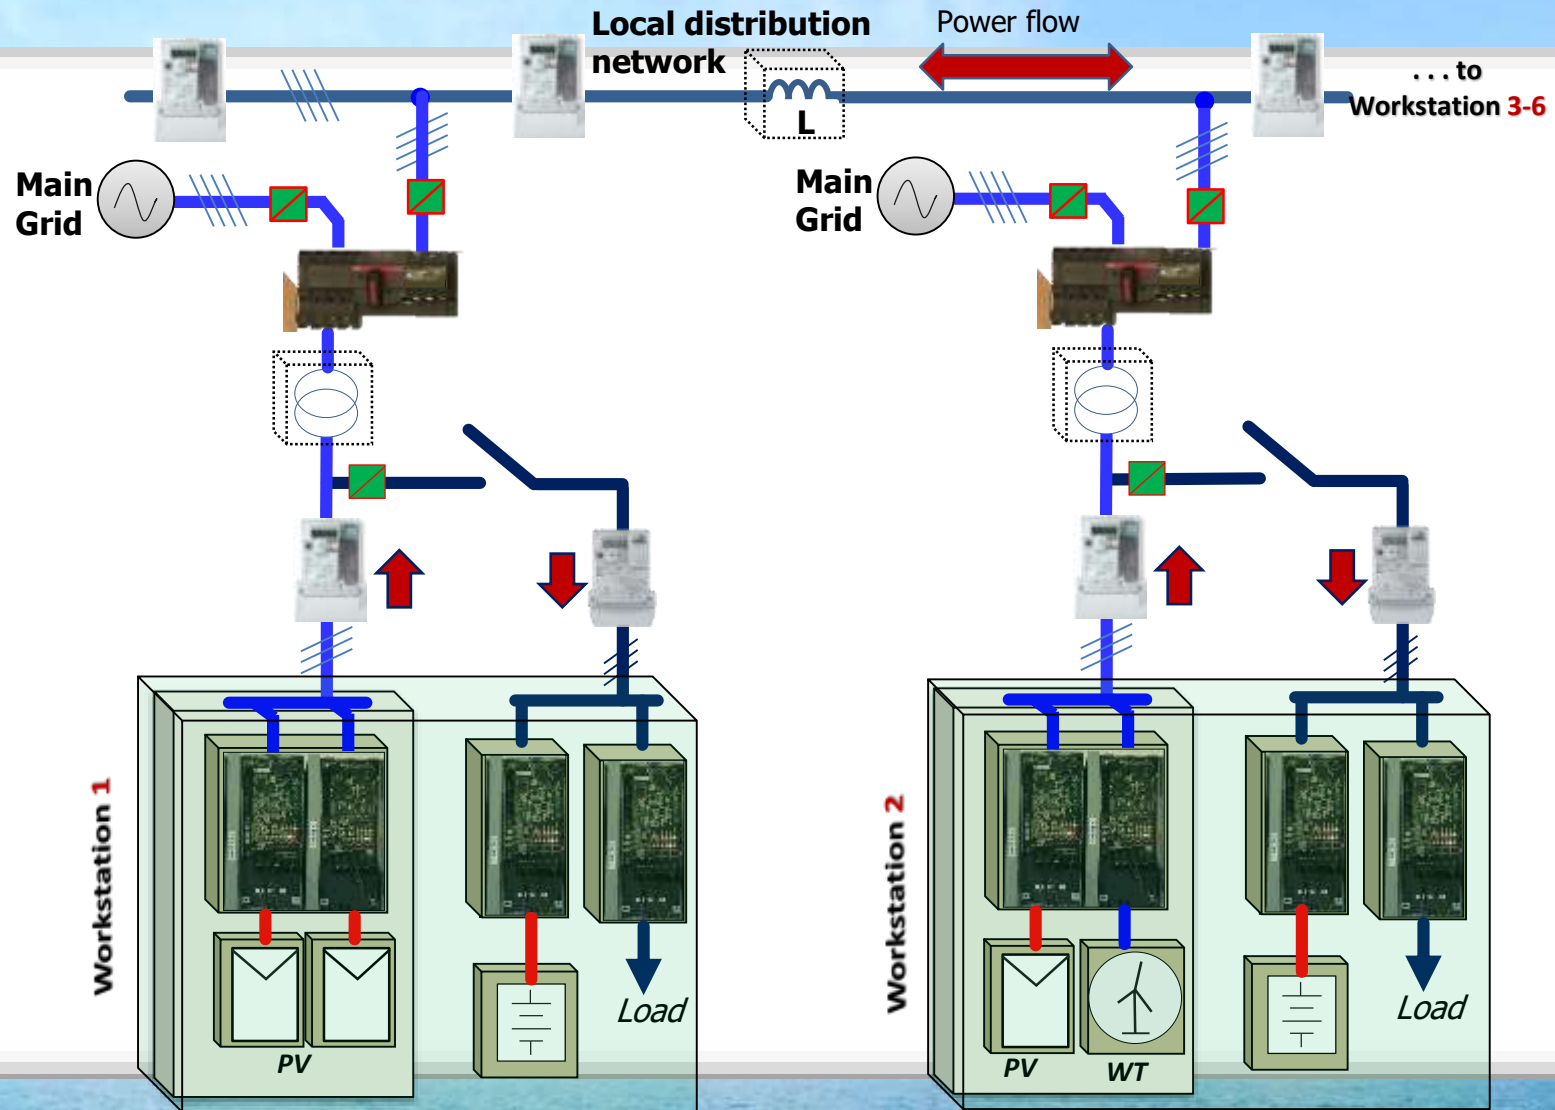 Local distribution
network
Power flow
. . . to
Workstation 3-6
L
Main
Grid
Main
Grid
Workstation 1
Workstation 2
PV
Load
PV
WT
Load